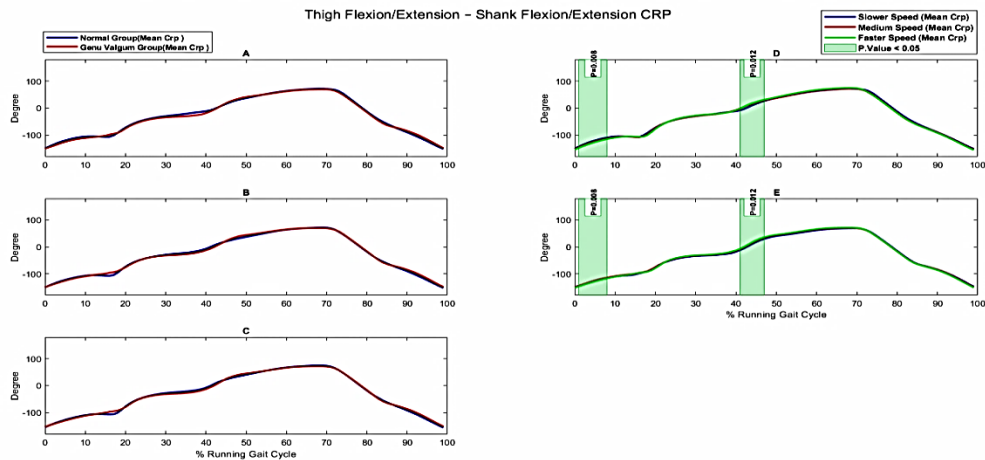 Thigh Flexion/Extension – Shank Flexion/Extension CRP
Normal Group(Mean Crp )
Genu Valgum Group(Mean Crp )
Slower Speed (Mean Crp)
Medium Speed (Mean Crp)
Faster Speed (Mean Crp)
P.Value < 0.05
A
Degree
100
0
-100
0 10 20 30 40 50 60 70 80 90 100
B
Degree
100
0
-100
0 10 20 30 40 50 60 70 80 90 100
C
Degree
100
0
-100
0 10 20 30 40 50 60 70 80 90 100
% Running Gait Cycle
D
P=0.008
P=0.012
Degree
100
0
-100
0 10 20 30 40 50 60 70 80 90 100
E
P=0.008
P=0.012
Degree
100
0
-100
0 10 20 30 40 50 60 70 80 90 100
% Running Gait Cycle